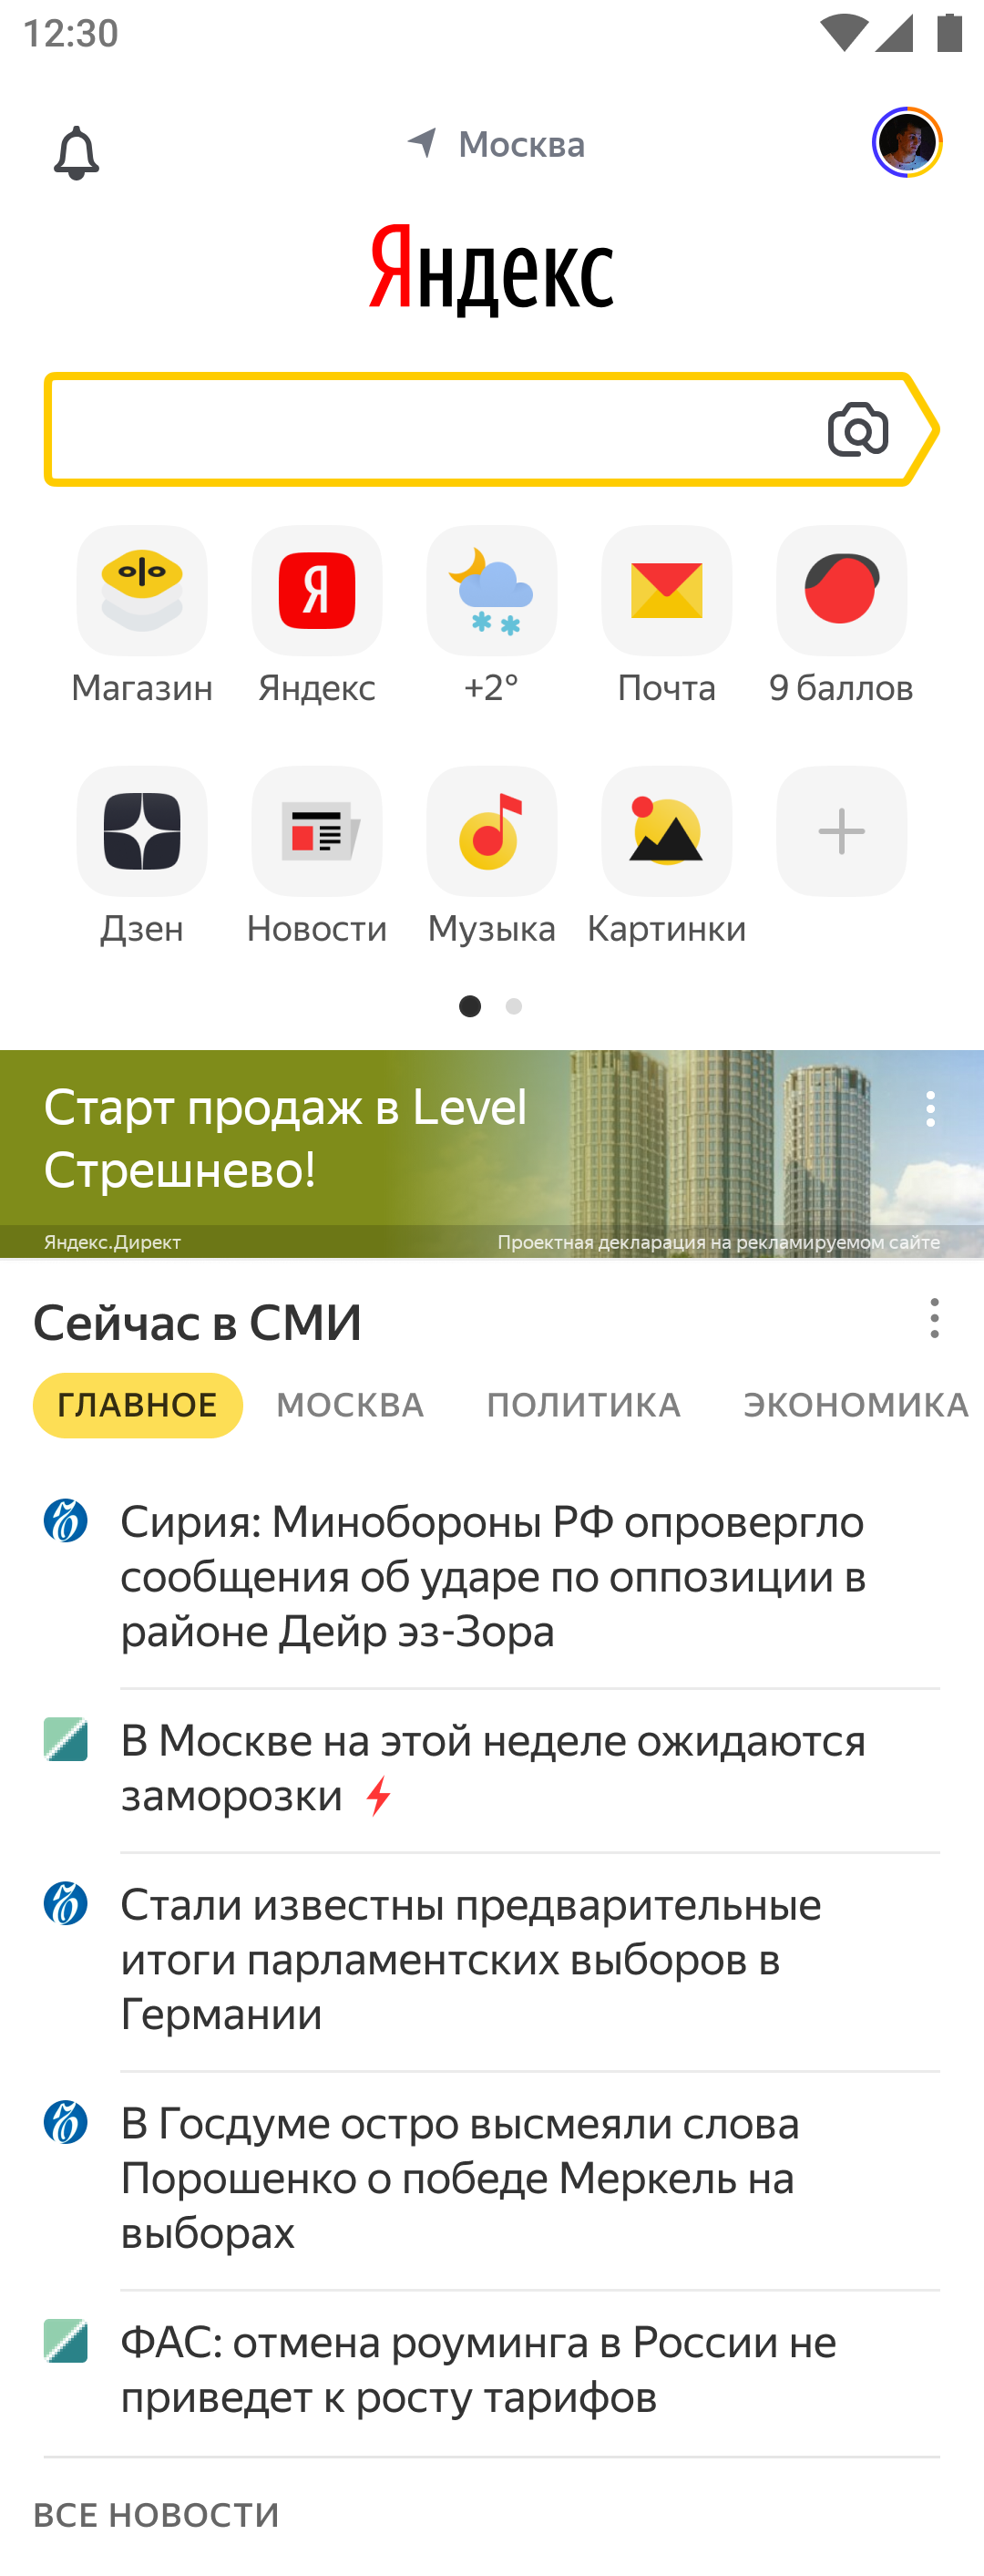 12:30
Москва
Яндекс
Я
Магазин Яндекс +2° Почта 9 баллов
Дзен Новости Музыка Картинки
Старт продаж в Level
Стрешнево!
Яндекс.Директ Проектная декларация на рекламируемом сайте
Сейчас в СМИ
ГЛАВНОЕ МОСКВА ПОЛИТИКА ЭКОНОМИКА
Сирия: Минобороны РФ опровергло
сообщения об ударе по оппозиции в
районе Дейр эз-Зора
В Москве на этой неделе ожидаются
заморозки
Стали известны предварительные
итоги парламентских выборов в
Германии
В Госдуме остро высмеяли слова
Порошенко о победе Меркель на
выборах
ФАС: отмена роуминга в России не
приведет к росту тарифов
ВСЕ НОВОСТИ